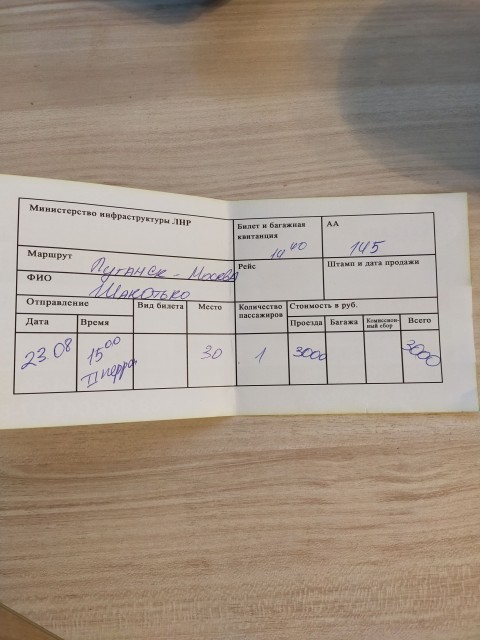 Министерство инфраструктуры ЛНР
Билет и багажная
квитанция
14 40
АА
145
Маршрут Луганск - Москва
Рейс
Штамп и дата продажи
ФИО Шакотько
Отправление Вид билета Место Количество
пассажиров Стоимость в руб.
Дата Время Проезда Багажа Комиссион-
ный сбор Всего
23.08 15 00 30 1 3000 3000
II перро